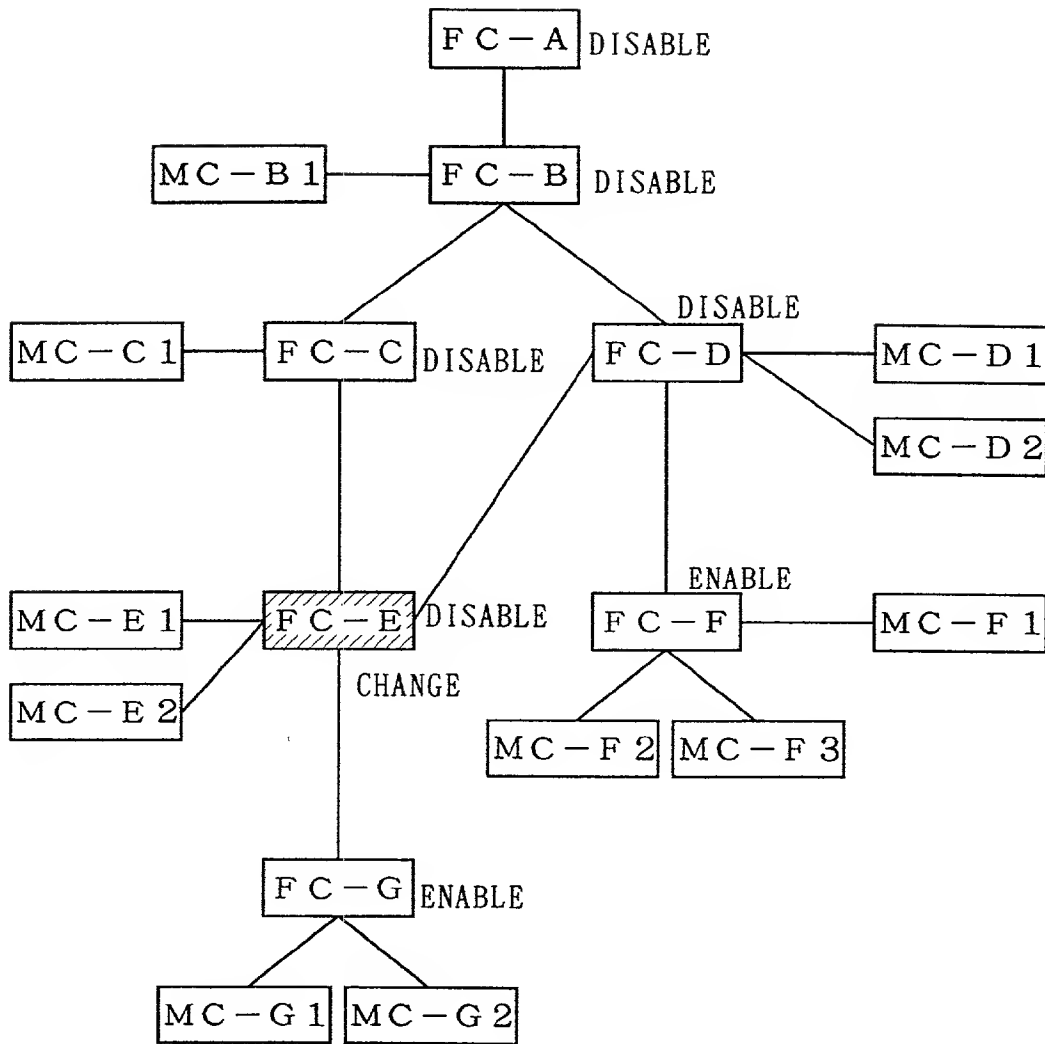 FC-A
DISABLE
MC-B1
FC-B
DISABLE
DISABLE
MC-C1
FC-C
DISABLE
FC-D
MC-D1
MC-D2
ENABLE
MC-E1
FC-E
DISABLE
FC-F
MC-F1
CHANGE
MC-E2
MC-F2
MC-F3
FC-G
ENABLE
MC-G1
MC-G2